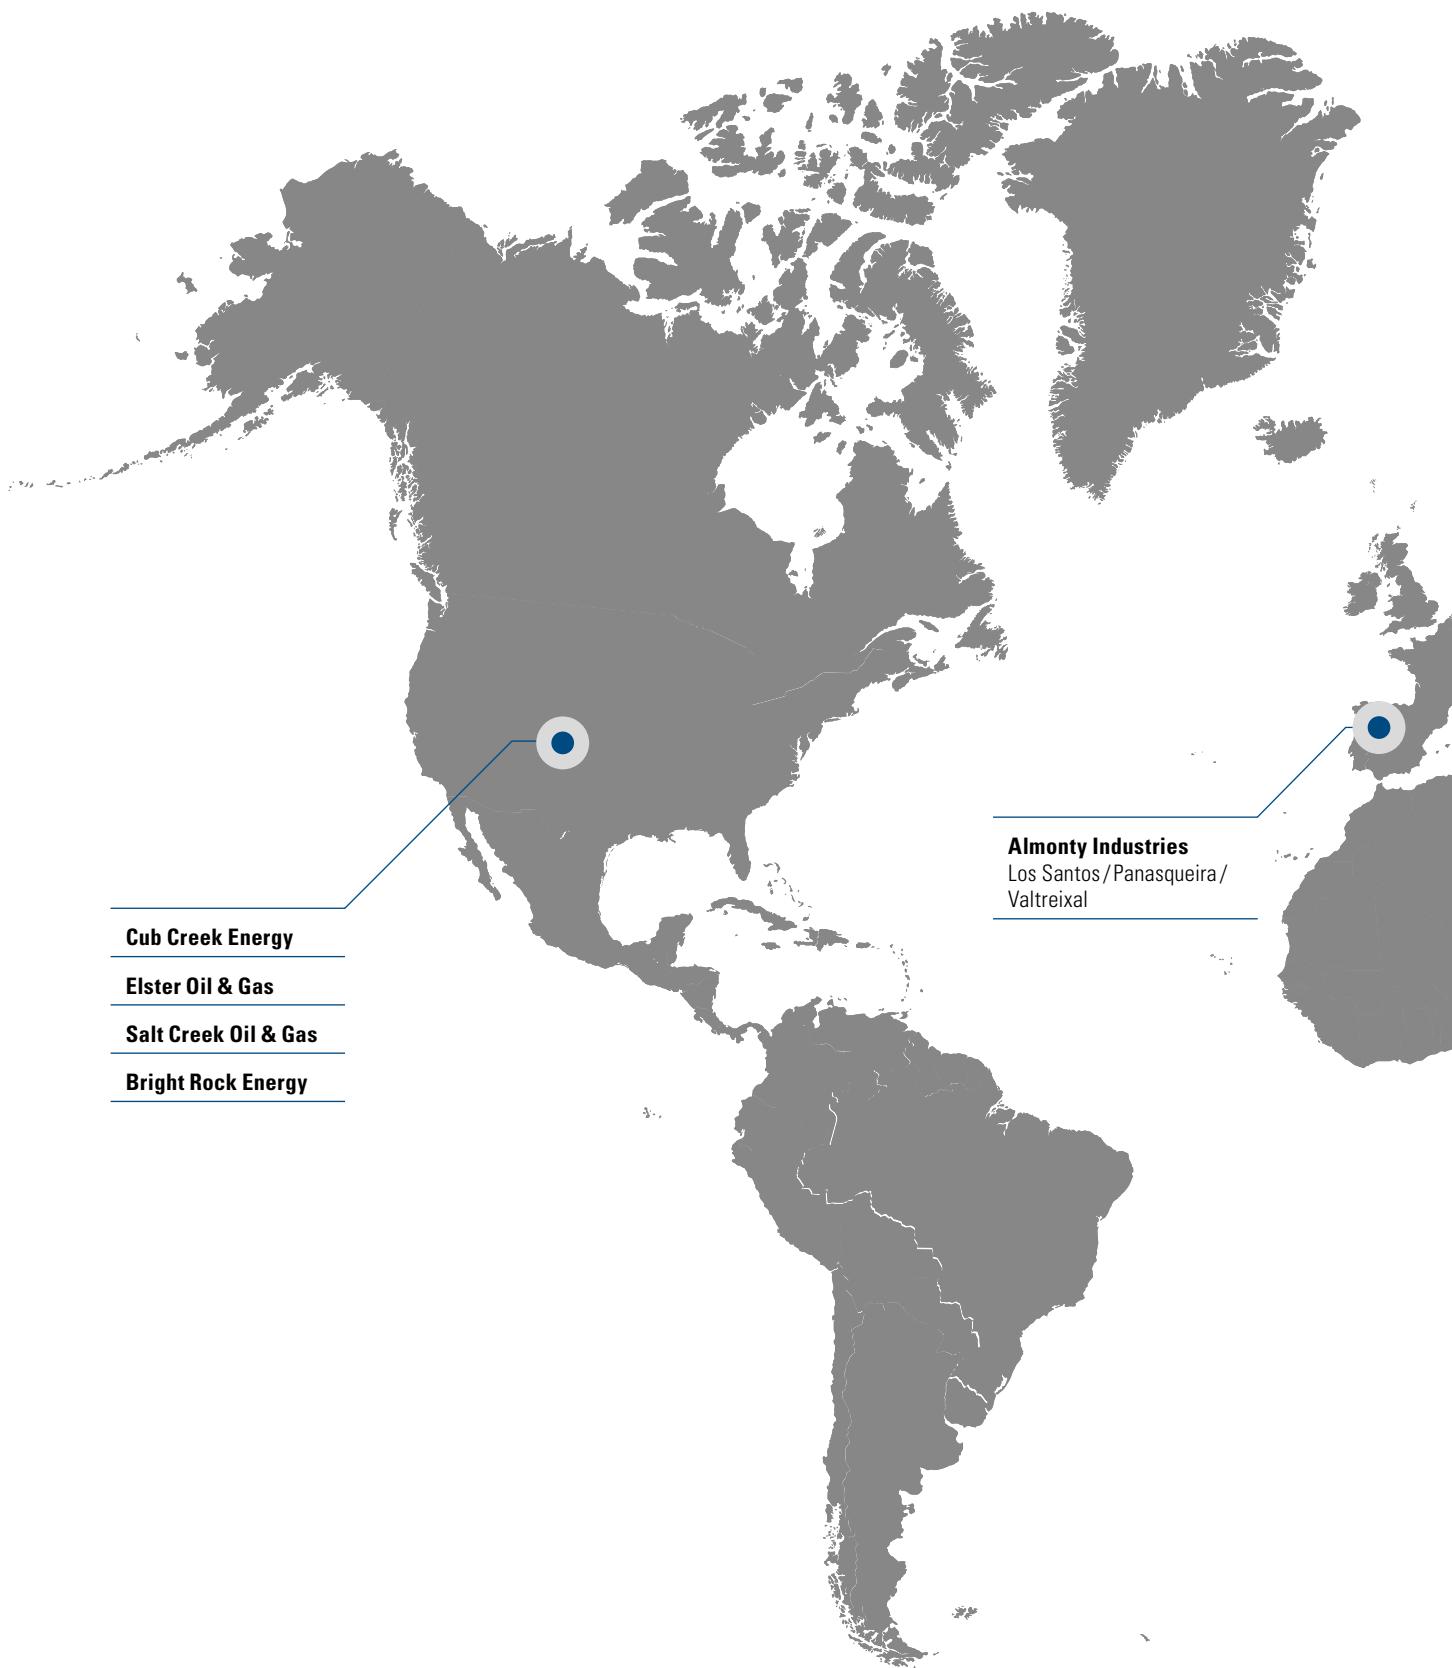 Almonty Industries
Los Santos / Panasqueira /
Valtreixal
Cub Creek Energy
Elster Oil & Gas
Salt Creek Oil & Gas
Bright Rock Energy